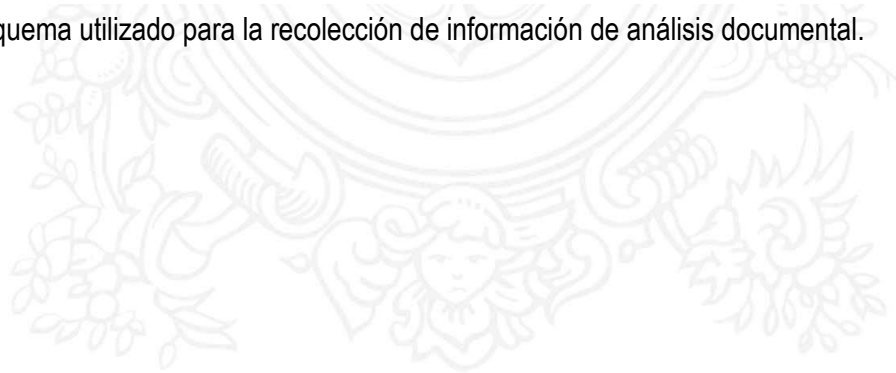 quema utilizado para la recolección de información de análisis documental.